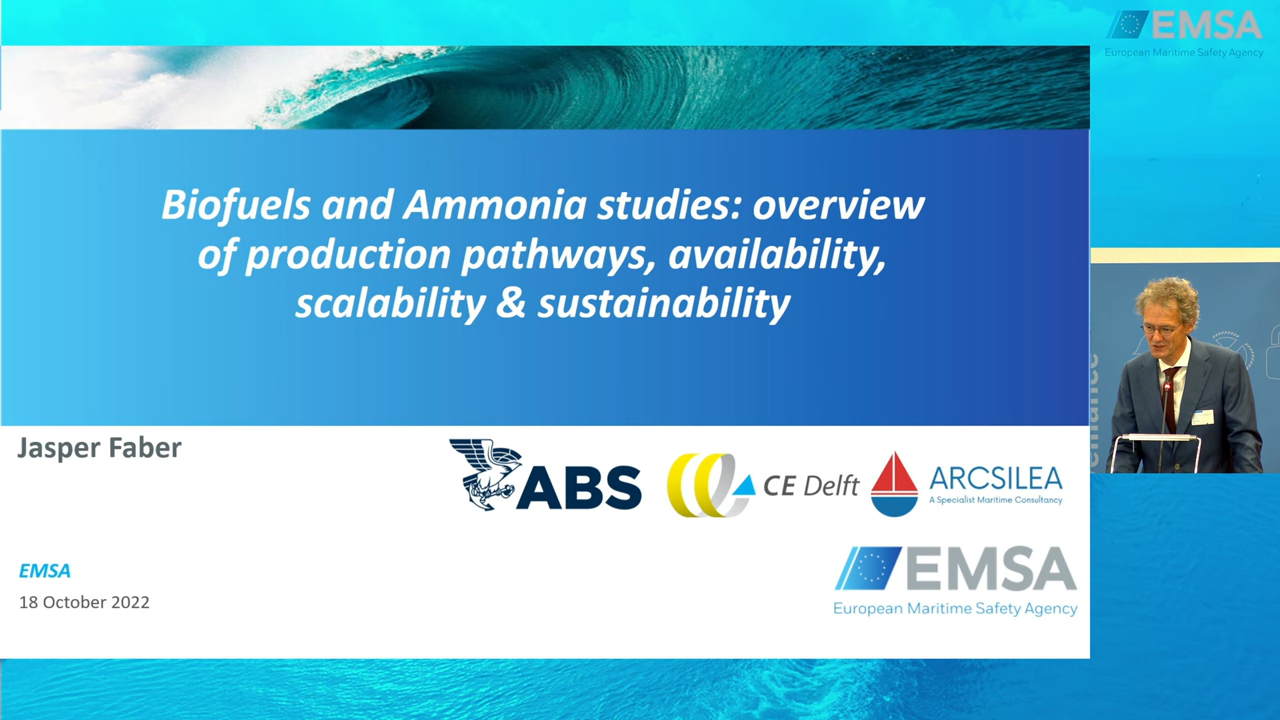 EMSA
European Maritime Safety Agency
Biofuels and Ammonia studies: overview
of production pathways, availability,
scalability & sustainability
Jasper Faber
ABS
CE Delft
ARCSILEA
A Specialist Maritime Consultancy
EMSA
18 October 2022
EMSA
European Maritime Safety Agency